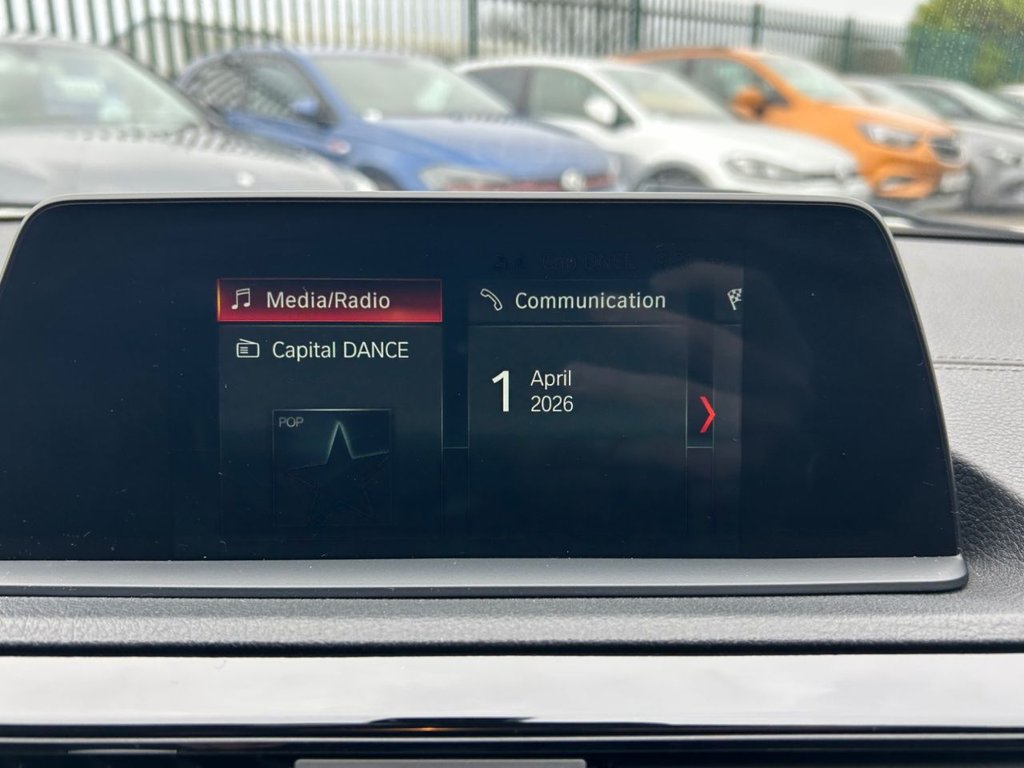 Media/Radio
Communication
Capital DANCE
1
April
2026
POP